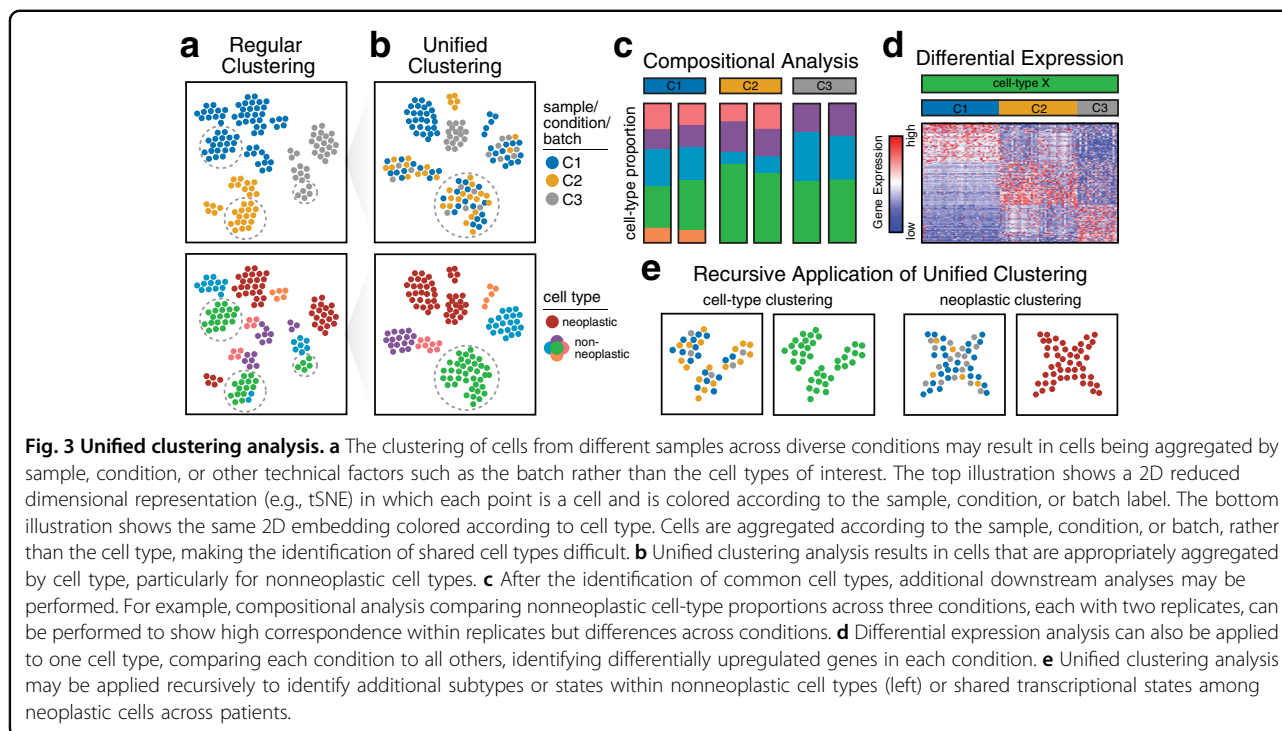 a
Regular
Clustering
b
Unified
Clustering
sample/
condition/
batch
C1
C2
C3
cell type
neoplastic
non-
neoplastic
c
Compositional Analysis
C1
C2
C3
cell-type proportion
d
Differential Expression
cell-type X
C1
C2
C3
Gene Expression
high
low
e
Recursive Application of Unified Clustering
cell-type clustering
neoplastic clustering
Fig. 3 Unified clustering analysis. a The clustering of cells from different samples across diverse conditions may result in cells being aggregated by
sample, condition, or other technical factors such as the batch rather than the cell types of interest. The top illustration shows a 2D reduced
dimensional representation (e.g., tSNE) in which each point is a cell and is colored according to the sample, condition, or batch label. The bottom
illustration shows the same 2D embedding colored according to cell type. Cells are aggregated according to the sample, condition, or batch, rather
than the cell type, making the identification of shared cell types difficult. b Unified clustering analysis results in cells that are appropriately aggregated
by cell type, particularly for nonneoplastic cell types. c After the identification of common cell types, additional downstream analyses may be
performed. For example, compositional analysis comparing nonneoplastic cell-type proportions across three conditions, each with two replicates, can
be performed to show high correspondence within replicates but differences across conditions. d Differential expression analysis can also be applied
to one cell type, comparing each condition to all others, identifying differentially upregulated genes in each condition. e Unified clustering analysis
may be applied recursively to identify additional subtypes or states within nonneoplastic cell types (left) or shared transcriptional states among
neoplastic cells across patients.